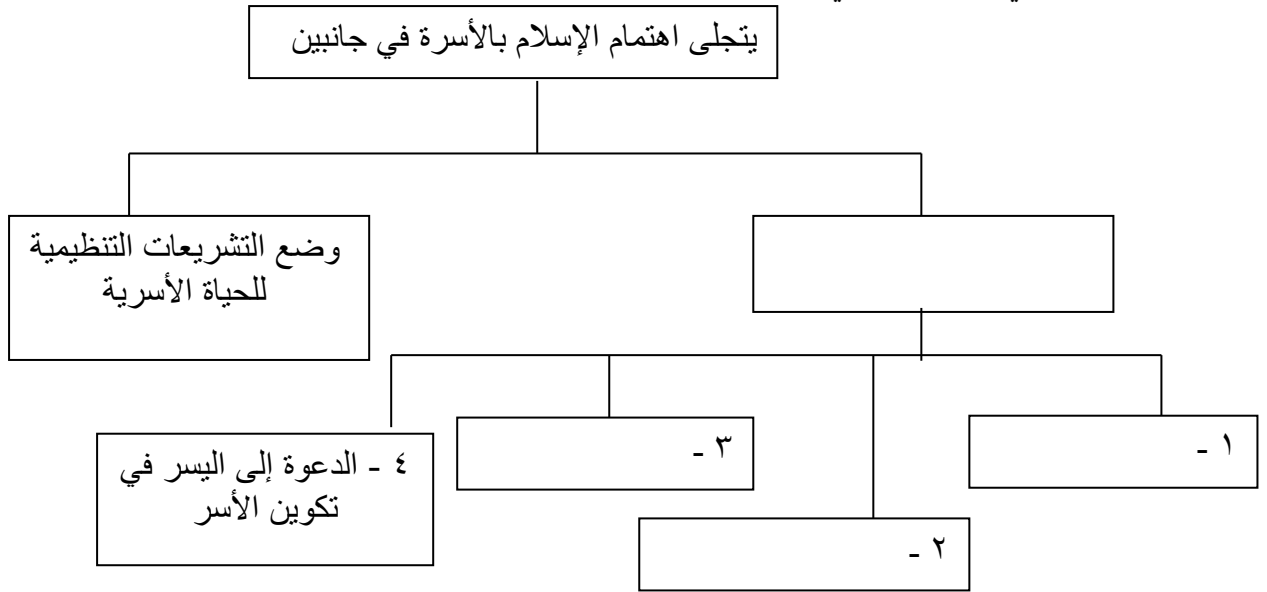 يتجلى اهتمام الإسلام بالأسرة في جانبين
وضع التشريعات التنظيمية
للحياة الأسرية
١ -
٢ -
٣ -
٤ - الدعوة إلى اليسر في
تكوين الأسر